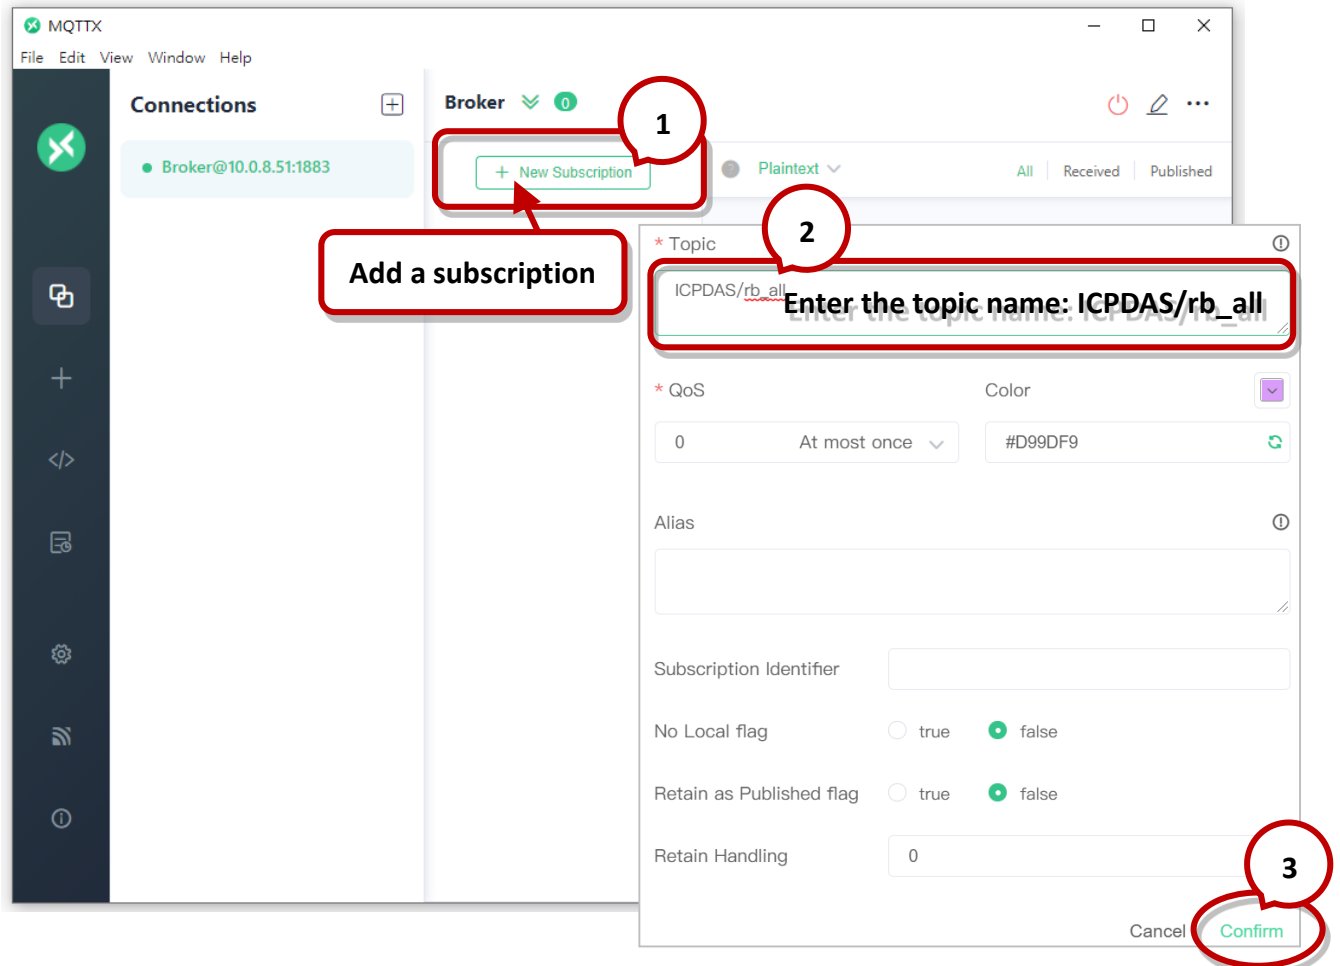 MQTTX
File Edit View Window Help
Connections
Broker 0
1
Broker@10.0.8.51:1883
+ New Subscription
Plaintext
All Received Published
Add a subscription
* Topic
2
ICPDAS/rb_all
Enter the topic name: ICPDAS/rb_all
* QoS
Color
0 At most once
#D99DF9
Alias
Subscription Identifier
No Local flag
true false
Retain as Published flag
true false
Retain Handling
0
3
Cancel Confirm